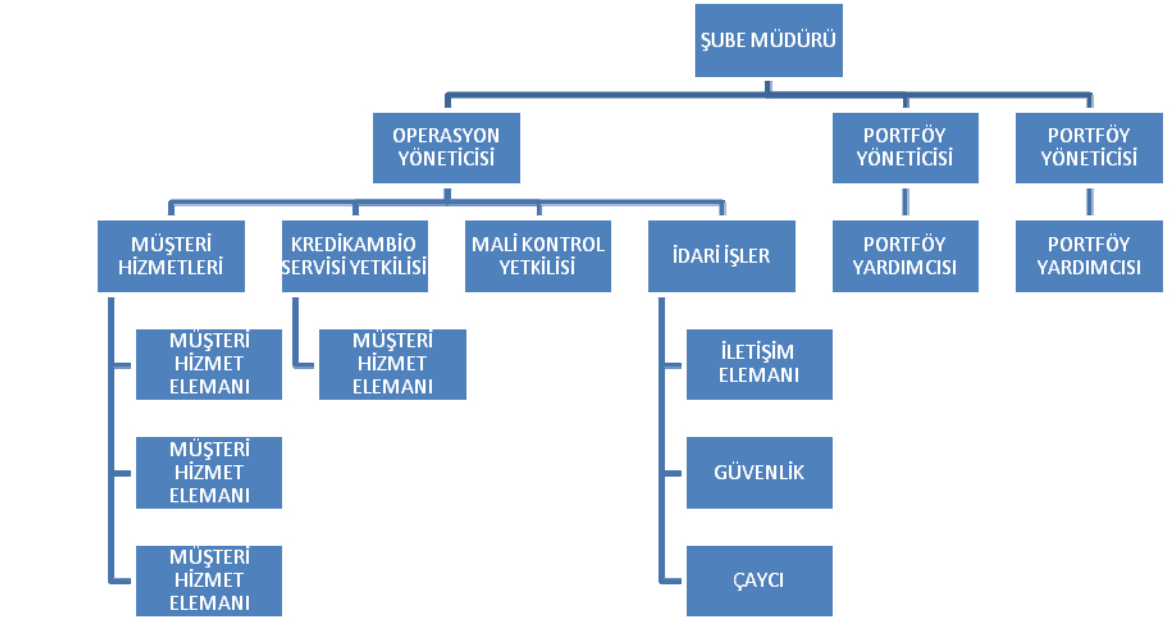 ŞUBE MÜDÜRÜ
OPERASYON
YÖNETİCİSİ
PORTFÖY
YÖNETİCİSİ
PORTFÖY
YÖNETİCİSİ
MÜŞTERİ
HİZMETLERİ
KREDİKAMBİO
SERVİSİ YETKİLİSİ
MALİ KONTROL
YETKİLİSİ
İDARİ İŞLER
PORTFÖY
YARDIMCISI
PORTFÖY
YARDIMCISI
MÜŞTERİ
HİZMET
ELEMANI
MÜŞTERİ
HİZMET
ELEMANI
İLETİŞİM
ELEMANI
MÜŞTERİ
HİZMET
ELEMANI
GÜVENLİK
MÜŞTERİ
HİZMET
ELEMANI
ÇAYCI